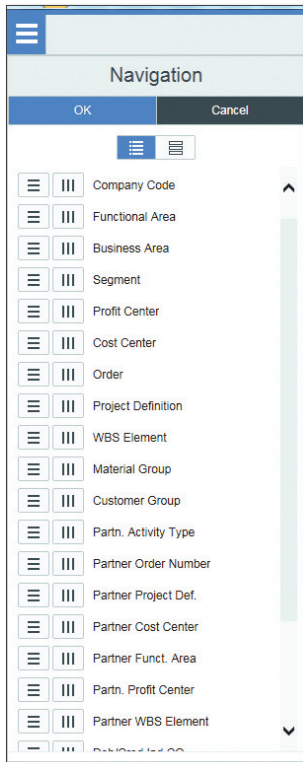 Navigation
OK Cancel
Company Code
Functional Area
Business Area
Segment
Profit Center
Cost Center
Order
Project Definition
WBS Element
Material Group
Customer Group
Partn. Activity Type
Partner Order Number
Partner Project Def.
Partner Cost Center
Partner Funct. Area
Partn. Profit Center
Partner WBS Element